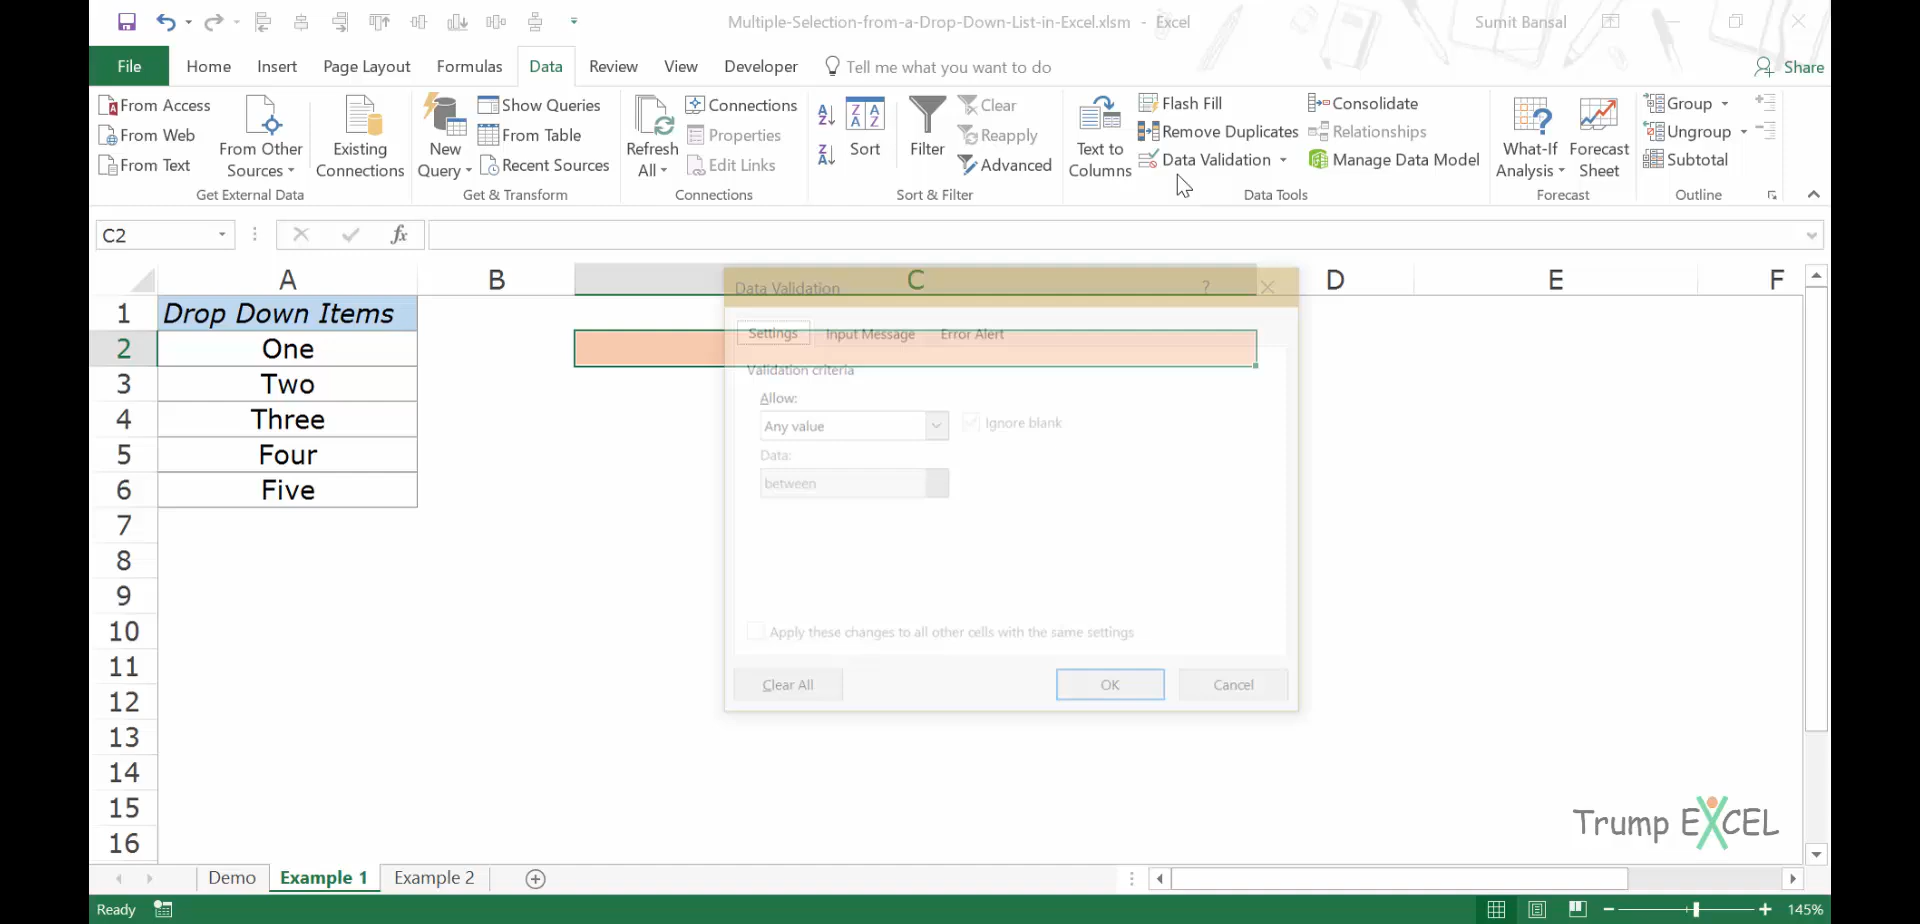 Multiple-Selection-from-a-Drop-Down-List-in-Excel.xlsm - Excel
Sumit Bansal
File Home Insert Page Layout Formulas Data Review View Developer Tell me what you want to do Share
From Access
From Web
From Text
From Other
Sources
Existing
Connections
Get External Data
New
Query
Show Queries
From Table
Recent Sources
Get & Transform
Refresh
All
Connections
Properties
Edit Links
Connections
A
Z
Z
A
Z A
A Z
Sort
Filter
Clear
Reapply
Advanced
Sort & Filter
Text to
Columns
Flash Fill
Remove Duplicates
Data Validation
Consolidate
Relationships
Manage Data Model
Data Tools
What-If
Analysis
Forecast
Sheet
Forecast
Group
Ungroup
Subtotal
Outline
C2
fx
A B C D E F
Data Validation ?
1 Drop Down Items
2 One
3 Two
4 Three
5 Four
6 Five
7
8
9
10
11
12
13
14
15
16
Settings Input Message Error Alert
Validation criteria
Allow:
Any value Ignore blank
Data:
between
Apply these changes to all other cells with the same settings
Clear All OK Cancel
Trump EXCEL
Demo Example 1 Example 2
Ready 145%